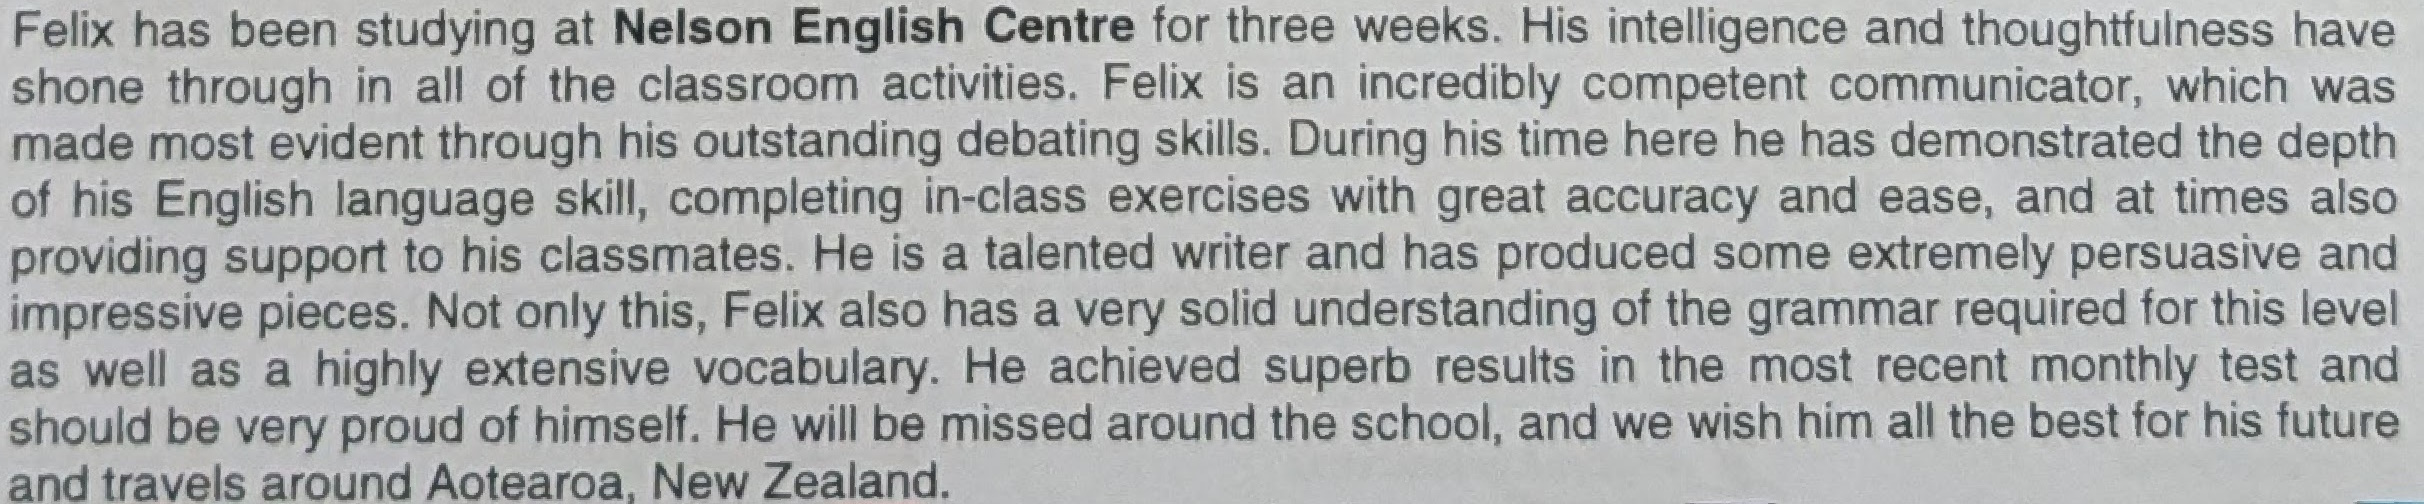 Felix has been studying at Nelson English Centre for three weeks. His intelligence and thoughtfulness have
shone through in all of the classroom activities. Felix is an incredibly competent communicator, which was
made most evident through his outstanding debating skills. During his time here he has demonstrated the depth
of his English language skill, completing in-class exercises with great accuracy and ease, and at times also
providing support to his classmates. He is a talented writer and has produced some extremely persuasive and
impressive pieces. Not only this, Felix also has a very solid understanding of the grammar required for this level
as well as a highly extensive vocabulary. He achieved superb results in the most recent monthly test and
should be very proud of himself. He will be missed around the school, and we wish him all the best for his future
and travels around Aotearoa, New Zealand.